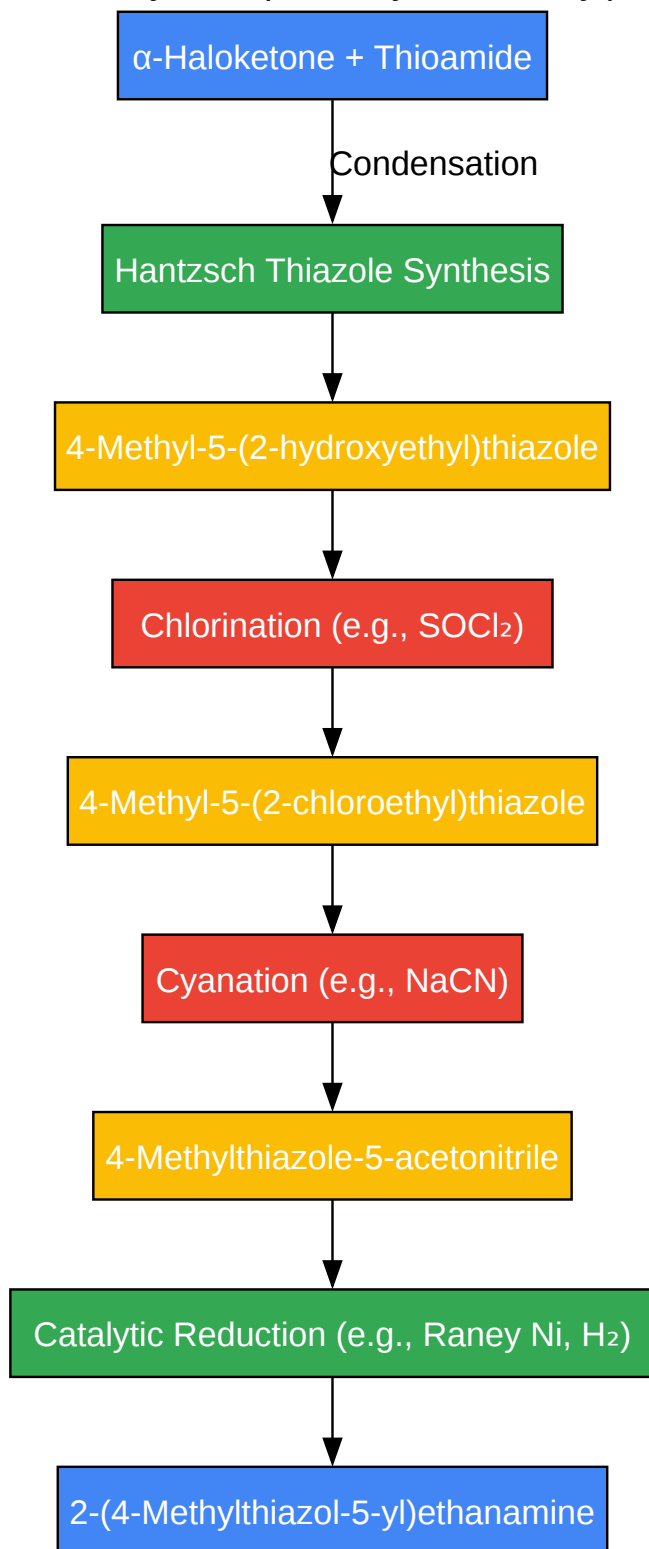 α-Haloketone + Thioamide
Condensation
Hantzsch Thiazole Synthesis
4-Methyl-5-(2-hydroxyethyl)thiazole
Chlorination (e.g., SOCl₂)
4-Methyl-5-(2-chloroethyl)thiazole
Cyanation (e.g., NaCN)
4-Methylthiazole-5-acetonitrile
Catalytic Reduction (e.g., Raney Ni, H₂)
2-(4-Methylthiazol-5-yl)ethanamine